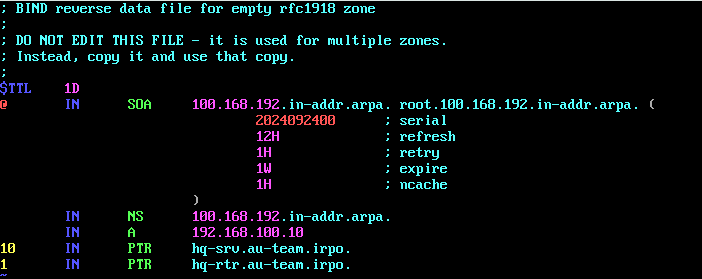 ; BIND reverse data file for empty rfc1918 zone
;
; DO NOT EDIT THIS FILE - it is used for multiple zones.
; Instead, copy it and use that copy.
;
$TTL    1D
@       IN      SOA     100.168.192.in-addr.arpa. root.100.168.192.in-addr.arpa. (
                                2024092400      ; serial
                                12H             ; refresh
                                1H              ; retry
                                1W              ; expire
                                1H              ; ncache
                        )
        IN      NS      100.168.192.in-addr.arpa.
        IN      A       192.168.100.10
10      IN      PTR     hq-srv.au-team.irpo.
1       IN      PTR     hq-rtr.au-team.irpo.
~